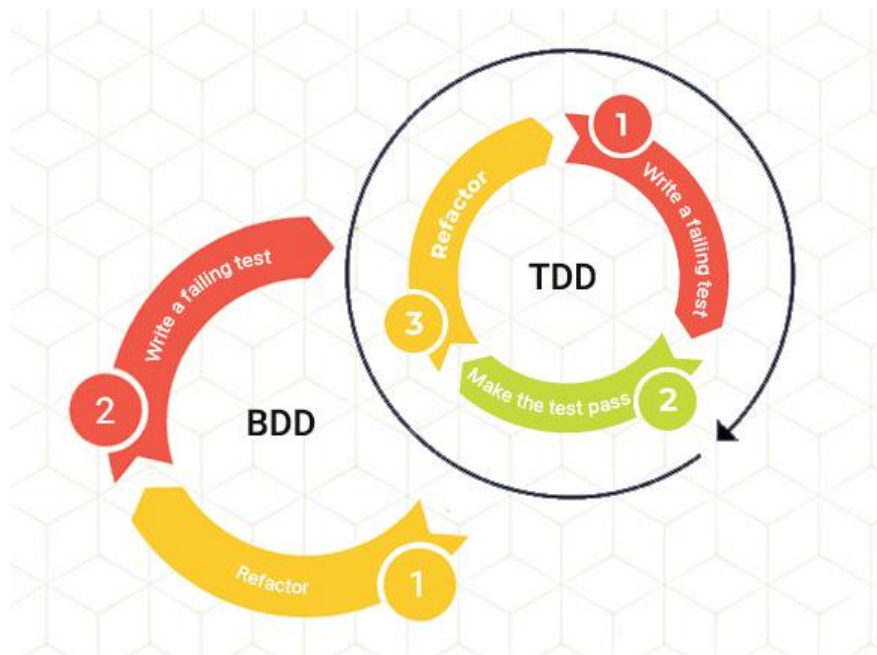 1
Write a failing test
Refactor
TDD
3
Make the test pass
2
Write a failing test
2
BDD
Refactor
1